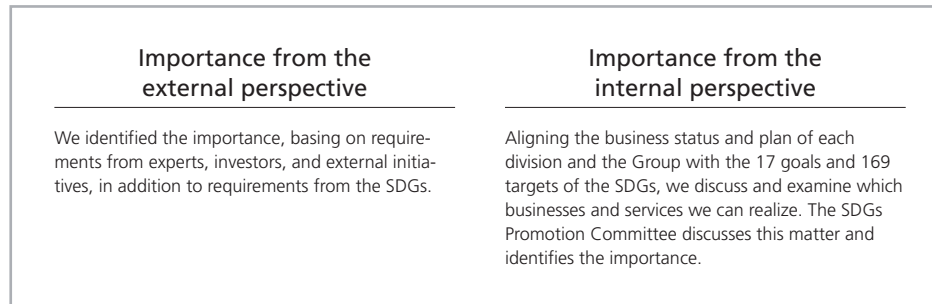 Importance from the
external perspective
We identified the importance, basing on require-
ments from experts, investors, and external initia-
tives, in addition to requirements from the SDGs.
Importance from the
internal perspective
Aligning the business status and plan of each
division and the Group with the 17 goals and 169
targets of the SDGs, we discuss and examine which
businesses and services we can realize. The SDGs
Promotion Committee discusses this matter and
identifies the importance.